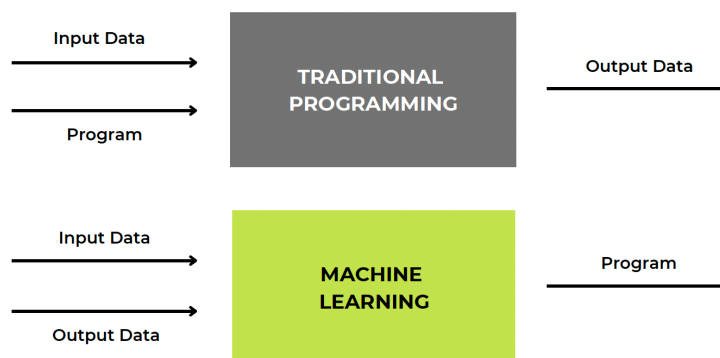 Input Data
Program
TRADITIONAL
PROGRAMMING
Output Data
Input Data
Output Data
MACHINE
LEARNING
Program